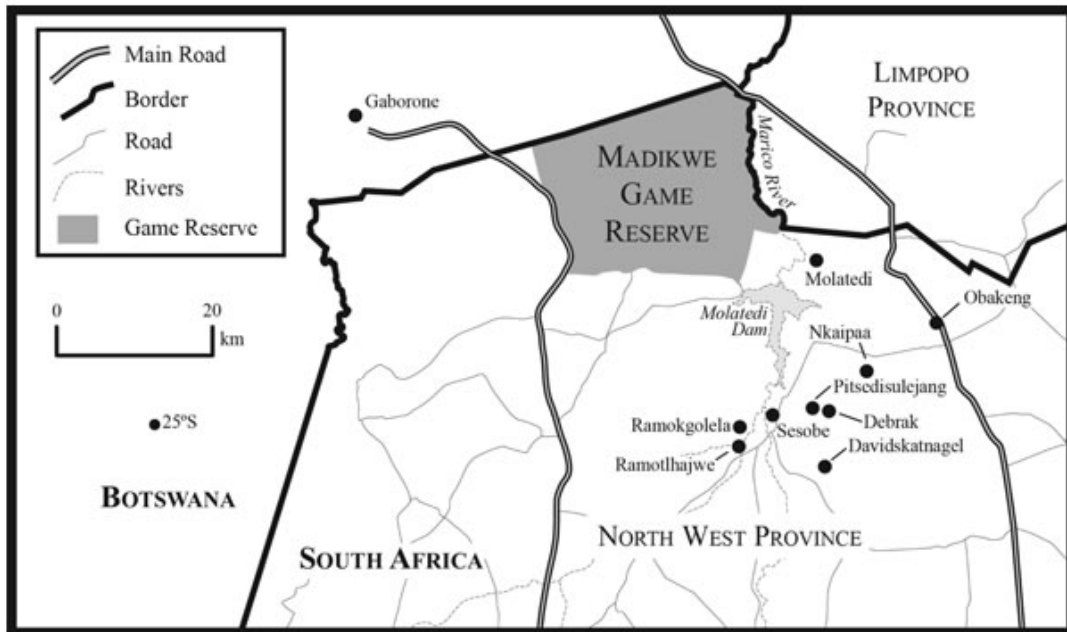 Main Road
Border
Road
Rivers
Game Reserve
0 20
km
25°S
Gaborone
MADIKWE
GAME
RESERVE
Marico River
LIMPOPO
PROVINCE
Molatedi
Molatedi
Dam
Obakeng
Nkaipaa
Pitsedisulejang
Debrak
Davidskatnagel
Sesobe
Ramokgolela
Ramotlhajwe
BOTSWANA
SOUTH AFRICA
NORTH WEST PROVINCE